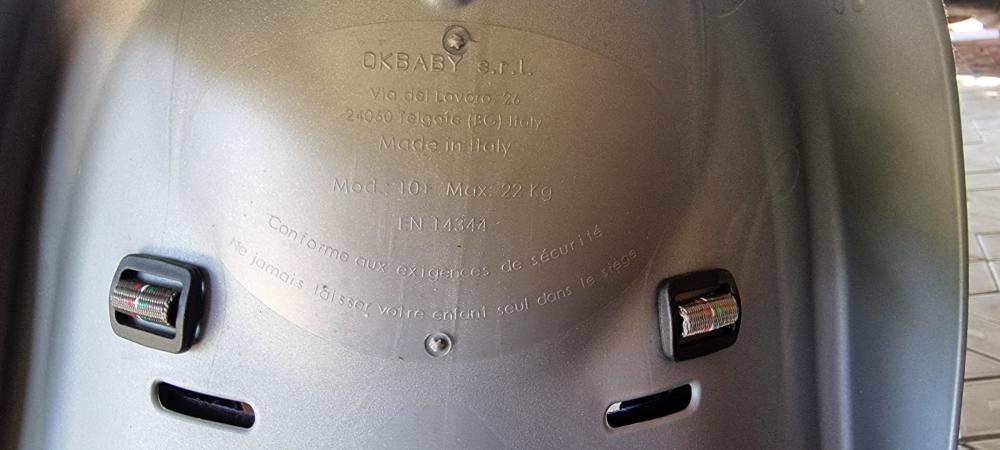 OKBABY s.r.l.
Via del Lavoro, 26
24060 Telgate (BG) Italy
Made in Italy
Mod.: 10+ Max: 22 Kg
EN 14344
Conforme aux exigences de sécurité
Ne jamais laisser votre enfant seul dans le siège